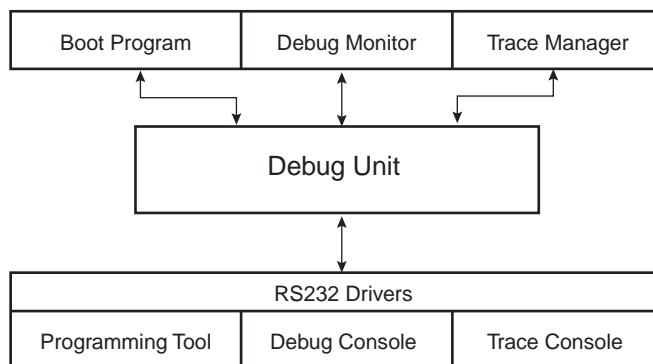 Boot Program
Debug Monitor
Trace Manager
Debug Unit
RS232 Drivers
Programming Tool
Debug Console
Trace Console